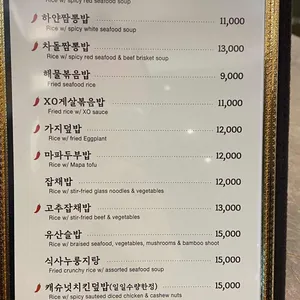 Rice w/ spicy red seafood soup
하얀짬뽕밥 11,000
Rice w/ spicy white seafood soup
차돌짬뽕밥 13,000
Rice w/ spicy red seafood & beef brisket soup
해물볶음밥 9,000
Fried seafood rice
XO게살볶음밥 11,000
Fried rice w/ XO sauce
가지덮밥 12,000
Rice w/ fried Eggplant
마파두부밥 12,000
Rice w/ Mapa tofu
잡채밥 12,000
Rice w/ stir-fried glass noodles & vegetables
고추잡채밥 13,000
Rice w/ stir-fried beef & vegetables
유산슬밥 15,000
Rice w/ braised seafood, vegetables, mushrooms & bamboo shoot
식사누룽지탕 15,000
Fried crunchy rice w/ assorted seafood soup
캐슈넛치킨덮밥(일일수량한정) 15,000
Rice w/ spicy sauteed diced chicken & cashew nuts